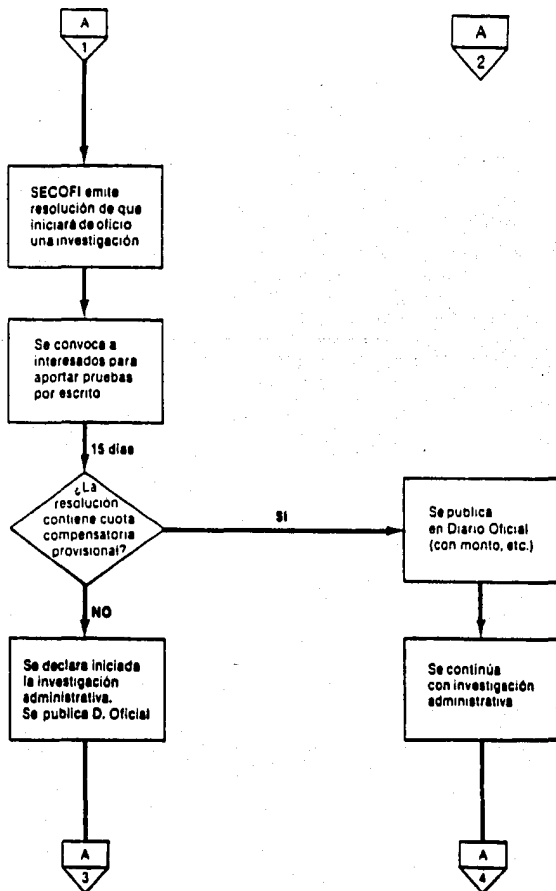 A
1
A
2
SECOFI emite
resolución de que
iniciará de oficio
una investigación
Se convoca a
interesados para
aportar pruebas
por escrito
15 días
¿La
resolución
contiene cuota
compensatoria
provisional?
SI
Se publica
en Diario Oficial
(con monto, etc.)
NO
Se declara iniciada
la investigación
administrativa.
Se publica D. Oficial
Se continúa
con investigación
administrativa
A
3
A
4